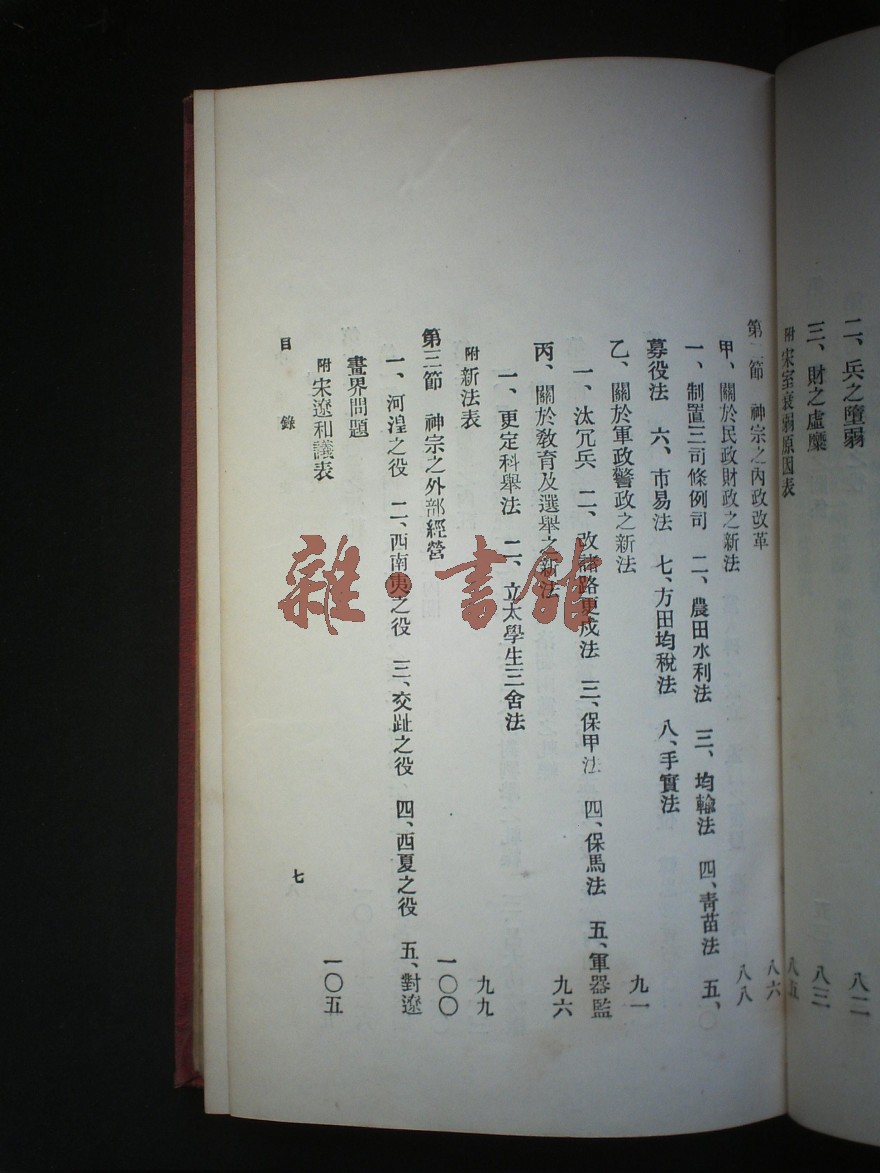 二、兵之墮弱 八二
三、財之虛糜 八三
附 宋室衰弱原因表 八五
第二節 神宗之內政改革 八六
甲、關於民政財政之新法 八八
一、制置三司條例司 二、農田水利法 三、均輸法 四、青苗法 五、
募役法 六、市易法 七、方田均稅法 八、手實法
乙、關於軍政警政之新法 九一
一、汰冗兵 二、改諸路更戍法 三、保甲法 四、保馬法 五、軍器監
丙、關於敎育及選舉之新法 九六
一、更定科舉法 二、立太學生三舍法
附 新法表 九九
第三節 神宗之外部經營 一〇〇
一、河湟之役 二、西南夷之役 三、交趾之役 四、西夏之役 五、對遼
畫界問題
附 宋遼和議表 一〇五
目錄
七
雜書館